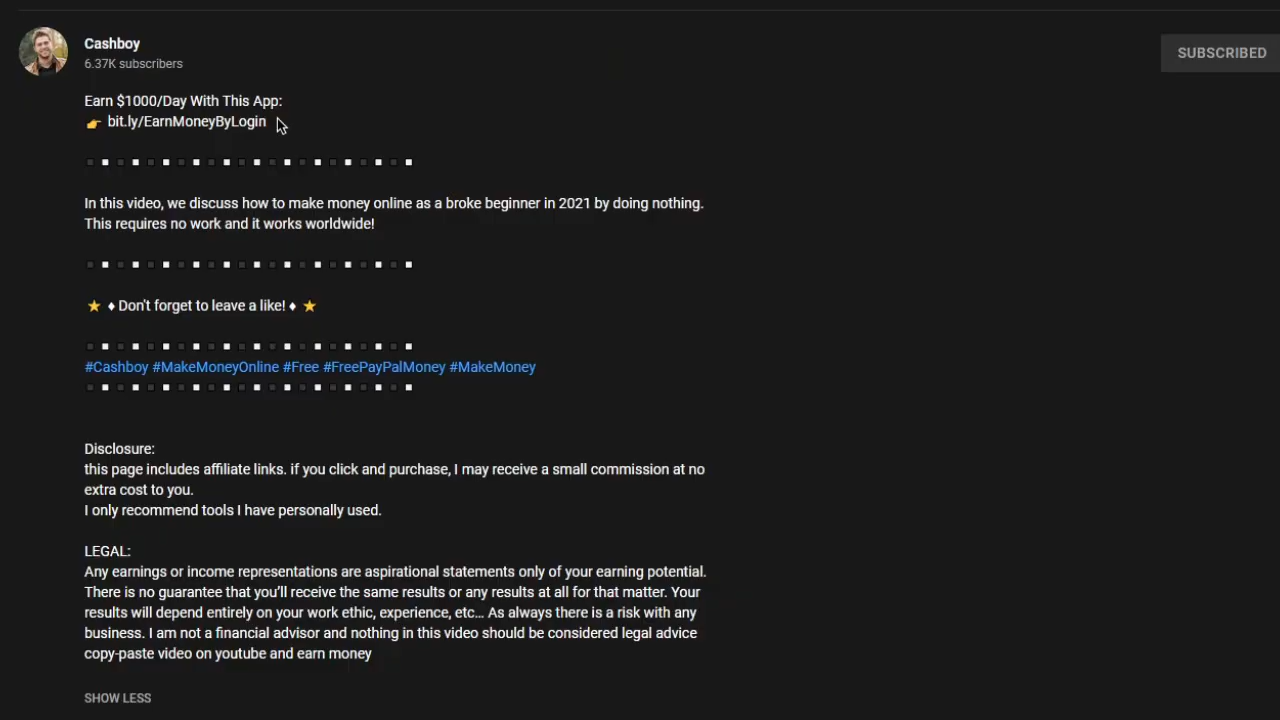 Cashboy
6.37K subscribers
SUBSCRIBED
Earn $1000/Day With This App:
👉 bit.ly/EarnMoneyByLogin
In this video, we discuss how to make money online as a broke beginner in 2021 by doing nothing.
This requires no work and it works worldwide!
⭐ ♦ Don't forget to leave a like! ♦ ⭐
#Cashboy #MakeMoneyOnline #Free #FreePayPalMoney #MakeMoney
Disclosure:
this page includes affiliate links. if you click and purchase, I may receive a small commission at no
extra cost to you.
I only recommend tools I have personally used.
LEGAL:
Any earnings or income representations are aspirational statements only of your earning potential.
There is no guarantee that you’ll receive the same results or any results at all for that matter. Your
results will depend entirely on your work ethic, experience, etc… As always there is a risk with any
business. I am not a financial advisor and nothing in this video should be considered legal advice
copy-paste video on youtube and earn money
SHOW LESS